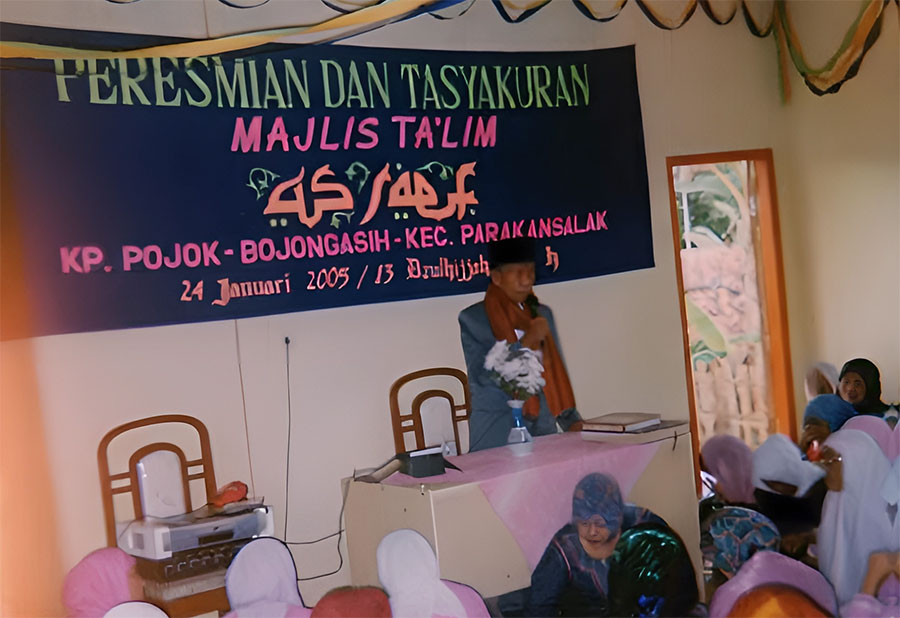 PERESMIAN DAN TASYAKURAN
MAJLIS TA'LIM
KP. POJOK - BOJONGASIH - KEC. PARAKANSALAK
24 Januari 2005 / 13 Dzulhijjah h